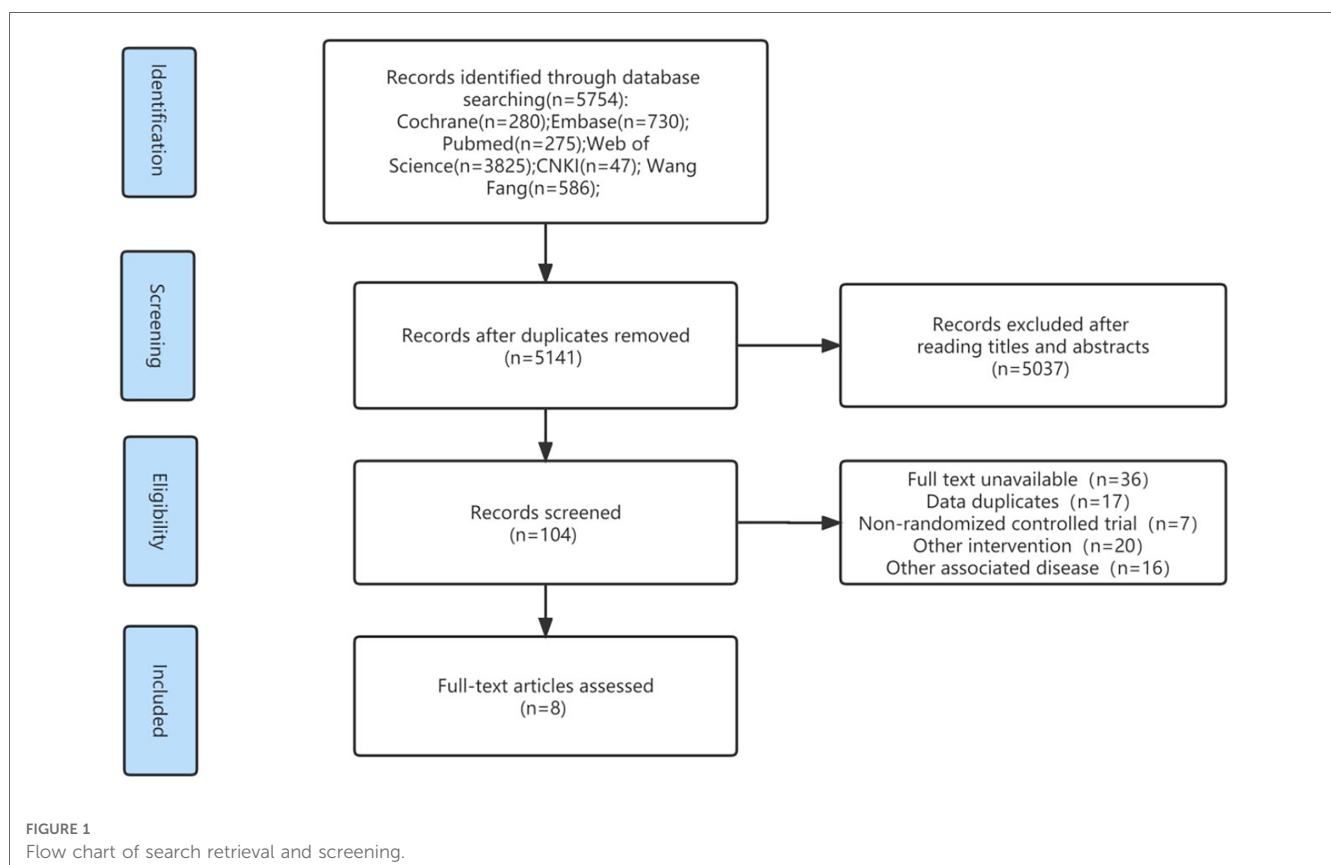 Identification
Records identified through database
searching(n=5754):
Cochrane(n=280);Embase(n=730);
Pubmed(n=275);Web of
Science(n=3825);CNKI(n=47); Wang
Fang(n=586);
Screening
Records after duplicates removed
(n=5141)
Records excluded after
reading titles and abstracts
(n=5037)
Eligibility
Records screened
(n=104)
Full text unavailable (n=36)
Data duplicates (n=17)
Non-randomized controlled trial (n=7)
Other intervention (n=20)
Other associated disease (n=16)
Included
Full-text articles assessed
(n=8)
FIGURE 1
Flow chart of search retrieval and screening.